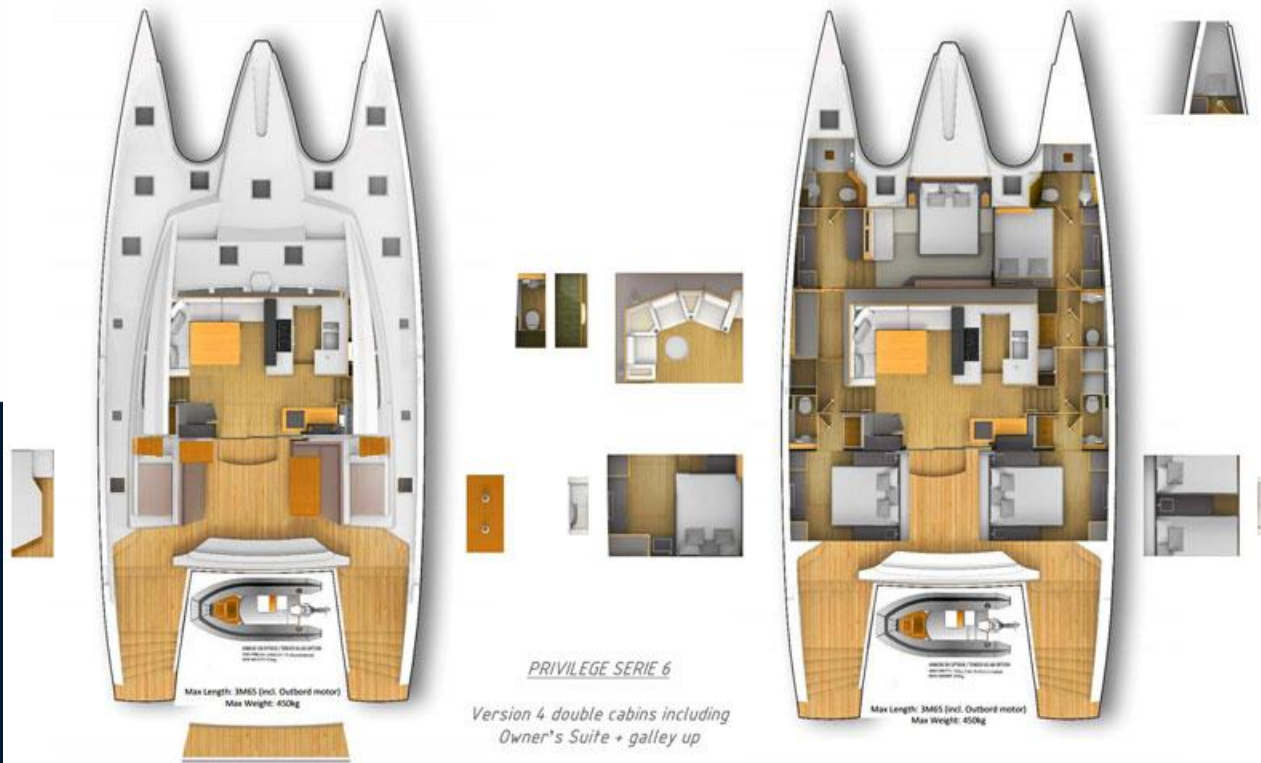 Max Length: 3M65 (incl. Outbord motor)
Max Weight: 450kg
PRIVILEGE SERIE 6
Version 4 double cabins including
Owner's Suite + galley up
Max Length: 3M65 (incl. Outbord motor)
Max Weight: 450kg